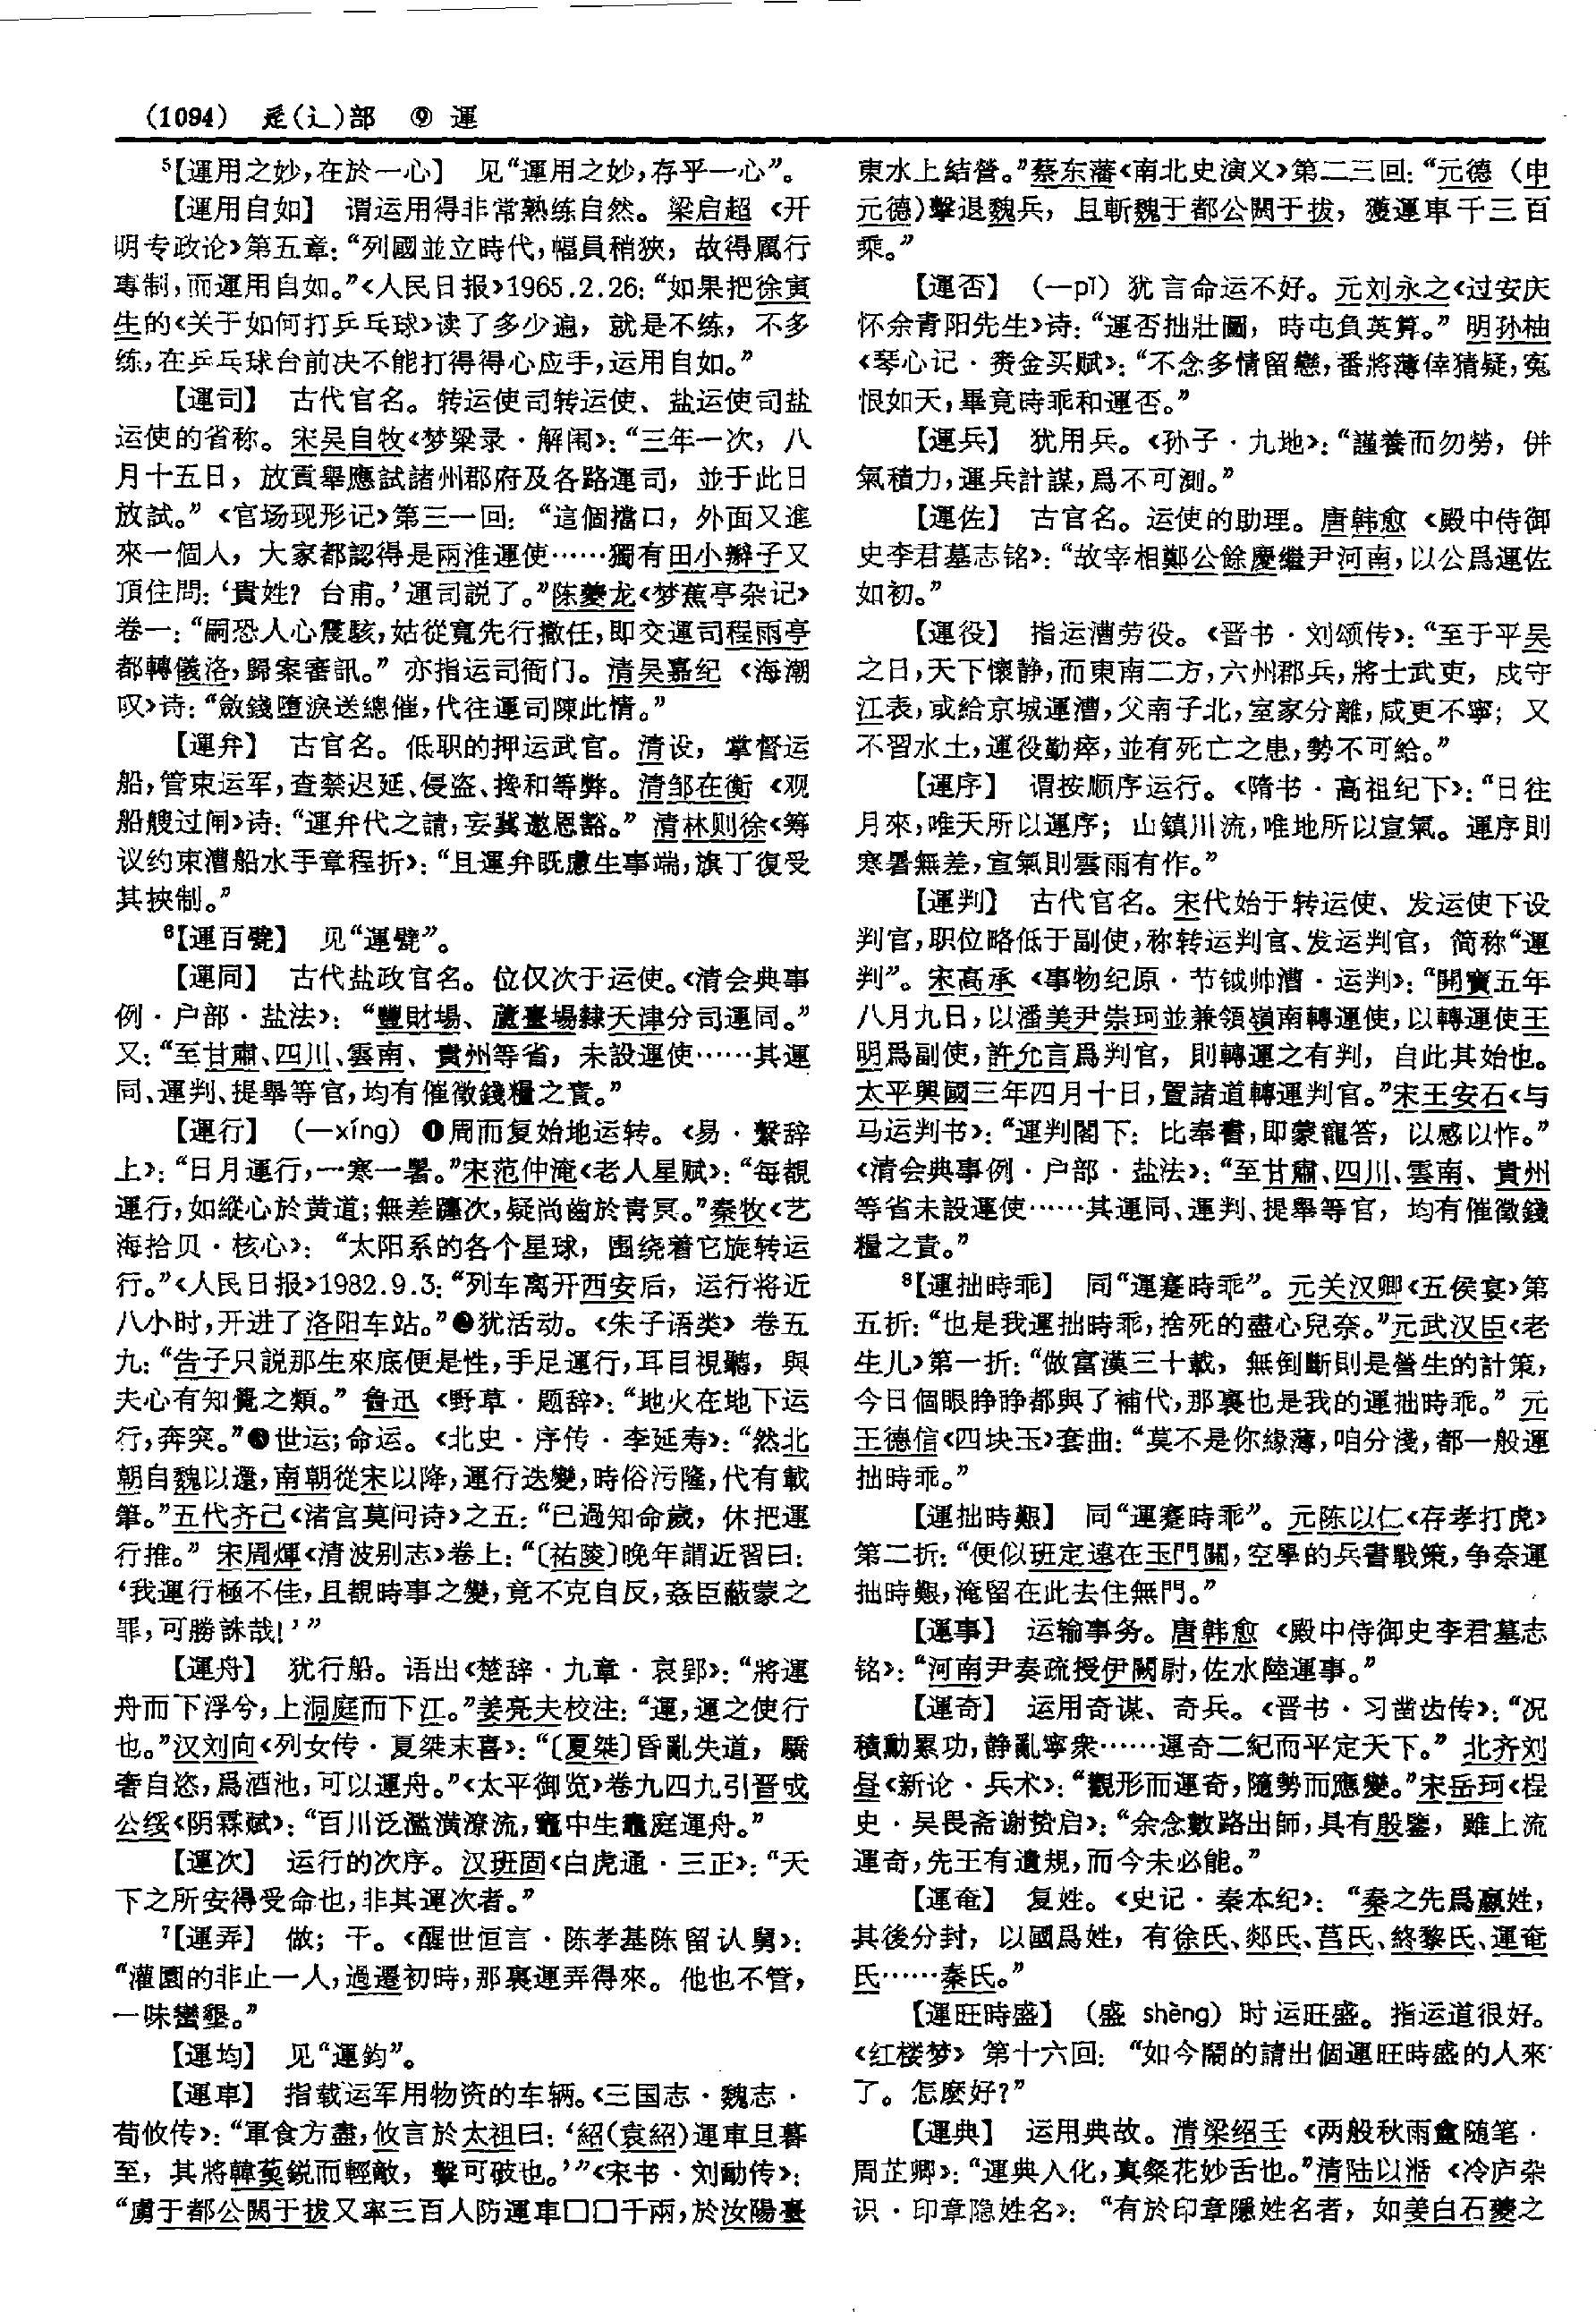 (1094) 辵(辶)部 ⑨ 運
⁵【運用之妙,在於一心】 见“運用之妙,存乎一心”。
【運用自如】 谓运用得非常熟练自然。梁启超《开
明专政论》第五章:“列國並立時代,幅員稍狹,故得厲行
專制,而運用自如。”《人民日报》1965.2.26:“如果把徐寅
生的《关于如何打乒乓球》读了多少遍,就是不练,不多
练,在乒乓球台前决不能打得得心应手,运用自如。”
【運司】 古代官名。转运使司转运使、盐运使司盐
运使的省称。宋吴自牧《梦粱录·解闱》:“三年一次,八
月十五日,放貢舉應試諸州郡府及各路運司,並于此日
放試。”《官场现形记》第三一回:“這個擋口,外面又進
來一個人,大家都認得是兩淮運使……獨有田小辮子又
頂住問:‘貴姓?台甫。’運司説了。”陈夔龙《梦蕉亭杂记》
卷一:“嗣恐人心震駭,姑從寬先行撤任,即交運司程雨亭
都轉儀洛,歸案審訊。” 亦指运司衙门。清吴嘉纪《海潮
叹》诗:“斂錢墮淚送總催,代往運司陳此情。”
【運弁】 古官名。低职的押运武官。清设,掌督运
船,管束运军,查禁迟延、侵盗、搀和等弊。清邹在衡《观
船艘过闸》诗:“運弁代之請,妄冀邀恩豁。”清林则徐《筹
议约束漕船水手章程折》:“且運弁既慮生事端,旗丁復受
其挾制。”
⁶【運百甓】 见“運甓”。
【運同】 古代盐政官名。位仅次于运使。《清会典事
例·户部·盐法》:“豐財場、蘆臺場隸天津分司運同。”
又:“至甘肅、四川、雲南、貴州等省,未設運使……其運
同、運判、提舉等官,均有催徵錢糧之責。”
【運行】 (一xíng) ❶周而复始地运转。《易·繫辞
上》:“日月運行,一寒一暑。”宋范仲淹《老人星赋》:“每覩
運行,如縱心於黄道;無差躔次,疑尚齒於青冥。”秦牧《艺
海拾贝·核心》:“太阳系的各个星球,围绕着它旋转运
行。”《人民日报》1982.9.3:“列车离开西安后,运行将近
八小时,开进了洛阳车站。”❷犹活动。《朱子语类》卷五
九:“告子只説那生來底便是性,手足運行,耳目視聽,與
夫心有知覺之類。” 鲁迅《野草·题辞》:“地火在地下运
行,奔突。”❸世运;命运。《北史·序传·李延寿》:“然北
朝自魏以還,南朝從宋以降,運行迭變,時俗污隆,代有載
筆。”五代齐己《渚宫莫问诗》之五:“已過知命歲,休把運
行推。” 宋周煇《清波别志》卷上:“〔祐陵〕晚年謂近習曰:
‘我運行極不佳,且覩時事之變,竟不克自反,姦臣蔽蒙之
罪,可勝誅哉!’”
【運舟】 犹行船。语出《楚辞·九章·哀郢》:“將運
舟而下浮兮,上洞庭而下江。”姜亮夫校注:“運,運之使行
也。”汉刘向《列女传·夏桀末喜》:“〔夏桀〕昏亂失道,驕
奢自恣,爲酒池,可以運舟。”《太平御览》卷九四九引晋成
公绥《阴霖赋》:“百川泛濫潢潦流,竈中生鼃庭運舟。”
【運次】 运行的次序。汉班固《白虎通·三正》:“天
下之所安得受命也,非其運次者。”
⁷【運弄】 做;干。《醒世恒言·陈孝基陈留认舅》:
“灌園的非止一人,過遷初時,那裏運弄得來。他也不管,
一味蠻墾。”
【運均】 见“運鈞”。
【運車】 指载运军用物资的车辆。《三国志·魏志·
荀攸传》:“軍食方盡,攸言於太祖曰:‘紹(袁紹)運車旦暮
至,其將韓䔳鋭而輕敵,擊可破也。’”《宋书·刘勔传》:
“虜于都公閼于拔又率三百人防運車□□千兩,於汝陽臺
東水上結營。”蔡东藩《南北史演义》第二三回:“元德(申
元德)擊退魏兵,且斬魏于都公閼于拔,獲運車千三百
乘。”
【運否】 (一pǐ) 犹言命运不好。元刘永之《过安庆
怀余青阳先生》诗:“運否拙壯圖,時屯負英算。” 明孙柚
《琴心记·赍金买赋》:“不念多情留戀,番將薄倖猜疑,冤
恨如天,畢竟時乖和運否。”
【運兵】 犹用兵。《孙子·九地》:“謹養而勿勞,併
氣積力,運兵計謀,爲不可測。”
【運佐】 古官名。运使的助理。唐韩愈《殿中侍御
史李君墓志铭》:“故宰相鄭公餘慶繼尹河南,以公爲運佐
如初。”
【運役】 指运漕劳役。《晋书·刘颂传》:“至于平吴
之日,天下懷静,而東南二方,六州郡兵,將士武吏,戍守
江表,或給京城運漕,父南子北,室家分離,咸更不寧;又
不習水土,運役勤瘁,並有死亡之患,勢不可給。”
【運序】 谓按顺序运行。《隋书·高祖纪下》:“日往
月來,唯天所以運序;山鎮川流,唯地所以宣氣。運序則
寒暑無差,宣氣則雲雨有作。”
【運判】 古代官名。宋代始于转运使、发运使下设
判官,职位略低于副使,称转运判官、发运判官,简称“運
判”。宋高承《事物纪原·节钺帅漕·运判》:“開寶五年
八月九日,以潘美尹崇珂並兼領嶺南轉運使,以轉運使王
明爲副使,許允言爲判官,則轉運之有判,自此其始也。
太平興國三年四月十日,置諸道轉運判官。”宋王安石《与
马运判书》:“運判閣下:比奉書,即蒙寵答,以感以怍。”
《清会典事例·户部·盐法》:“至甘肅、四川、雲南、貴州
等省未設運使……其運同、運判、提舉等官,均有催徵錢
糧之責。”
⁸【運拙時乖】 同“運蹇時乖”。元关汉卿《五侯宴》第
五折:“也是我運拙時乖,捨死的盡心兒奈。”元武汉臣《老
生儿》第一折:“做富漢三十載,無倒斷則是營生的計策,
今日個眼睁睁都與了補代,那裏也是我的運拙時乖。” 元
王德信《四块玉》套曲:“莫不是你緣薄,咱分淺,都一般運
拙時乖。”
【運拙時艱】 同“運蹇時乖”。元陈以仁《存孝打虎》
第二折:“便似班定遠在玉門關,空學的兵書戰策,争奈運
拙時艱,淹留在此去住無門。”
【運事】 运输事务。唐韩愈《殿中侍御史李君墓志
铭》:“河南尹奏疏授伊闕尉,佐水陸運事。”
【運奇】 运用奇谋、奇兵。《晋书·习凿齿传》:“况
積勳累功,静亂寧衆……運奇二紀而平定天下。” 北齐刘
昼《新论·兵术》:“觀形而運奇,隨勢而應變。”宋岳珂《桯
史·吴畏斋谢贽启》:“余念數路出師,具有殷鑒,雖上流
運奇,先王有遺規,而今未必能。”
【運奄】 复姓。《史记·秦本纪》:“秦之先爲嬴姓,
其後分封,以國爲姓,有徐氏、郯氏、莒氏、終黎氏、運奄
氏……秦氏。”
【運旺時盛】 (盛 shèng) 时运旺盛。指运道很好。
《红楼梦》第十六回:“如今鬧的請出個運旺時盛的人來
了。怎麽好?”
【運典】 运用典故。清梁绍壬《两般秋雨盦随笔·
周芷卿》:“運典入化,真粲花妙舌也。”清陆以湉《冷庐杂
识·印章隐姓名》:“有於印章隱姓名者,如姜白石夔之